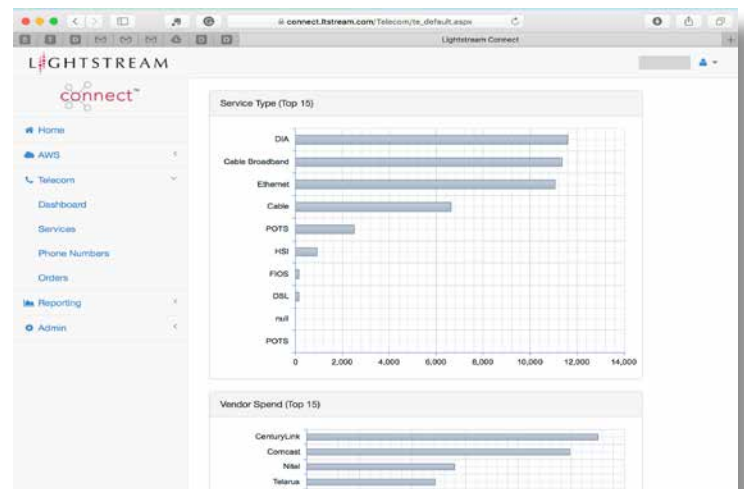 connect.ltstream.com/Telecom/te_default.aspx
Lightstream Connect
LIGHTSTREAM
connect™
Home
AWS
Telecom
Dashboard
Services
Phone Numbers
Orders
Reporting
Admin
Service Type (Top 15)
DIA
Cable Broadband
Ethernet
Cable
POTS
HSI
FIOS
DSL
null
POTS
0 2,000 4,000 6,000 8,000 10,000 12,000 14,000
Vendor Spend (Top 15)
CenturyLink
Comcast
Nitel
Telarus